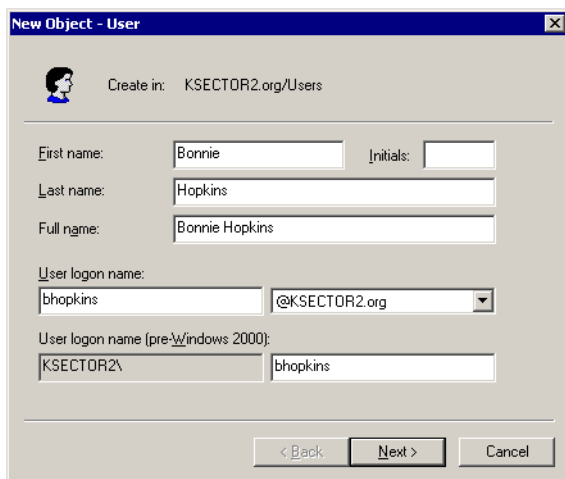 New Object - User
Create in: KSECTOR2.org/Users
First name: Bonnie Initials:
Last name: Hopkins
Full name: Bonnie Hopkins
User logon name:
bhopkins @KSECTOR2.org
User logon name (pre-Windows 2000):
KSECTOR2\ bhopkins
< Back Next > Cancel